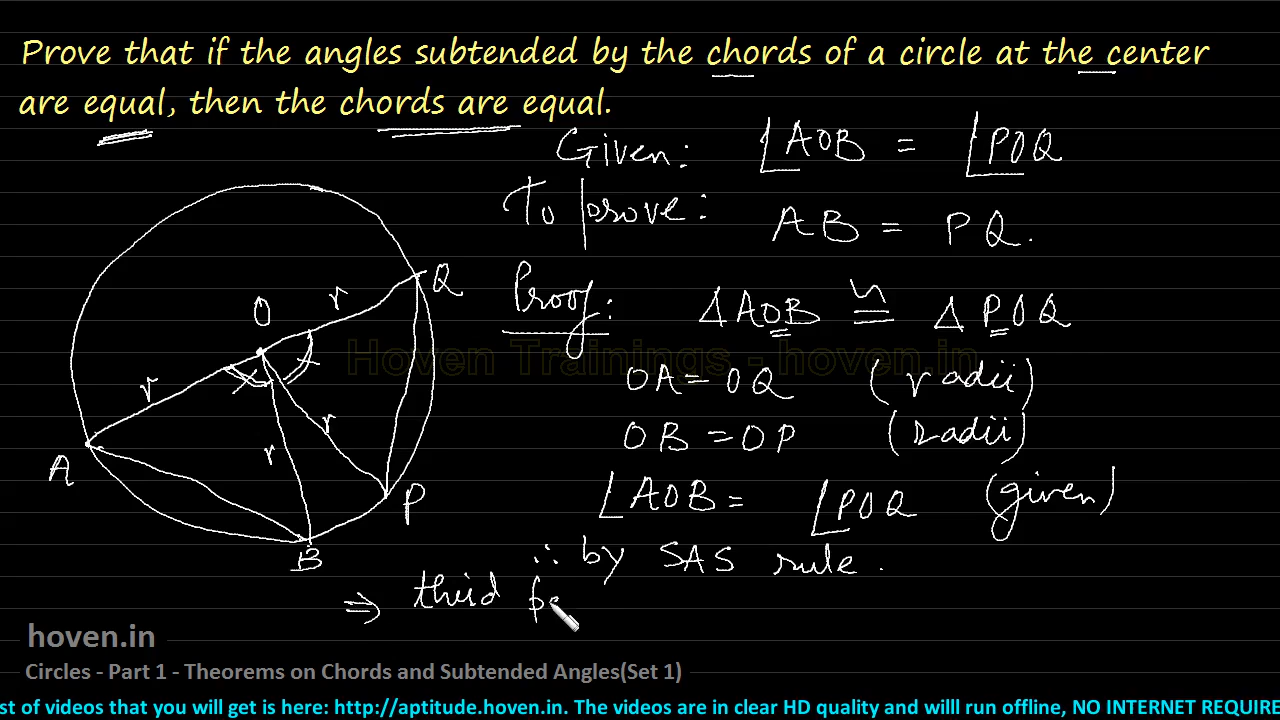 Prove that if the angles subtended by the chords of a circle at the center
are equal, then the chords are equal.
Given: ∠AOB = ∠POQ
To prove: AB = PQ.
Proof: ΔAOB ≅ ΔPOQ
Hoven Trainings - hoven.in
OA = OQ (radii)
OB = OP (radii)
∠AOB = ∠POQ (given)
∴ by SAS rule.
⇒ third
Q
O
r
r
r
r
A
P
B
hoven.in
Circles - Part 1 - Theorems on Chords and Subtended Angles(Set 1)
st of videos that you will get is here: http://aptitude.hoven.in. The videos are in clear HD quality and willl run offline, NO INTERNET REQUIRE